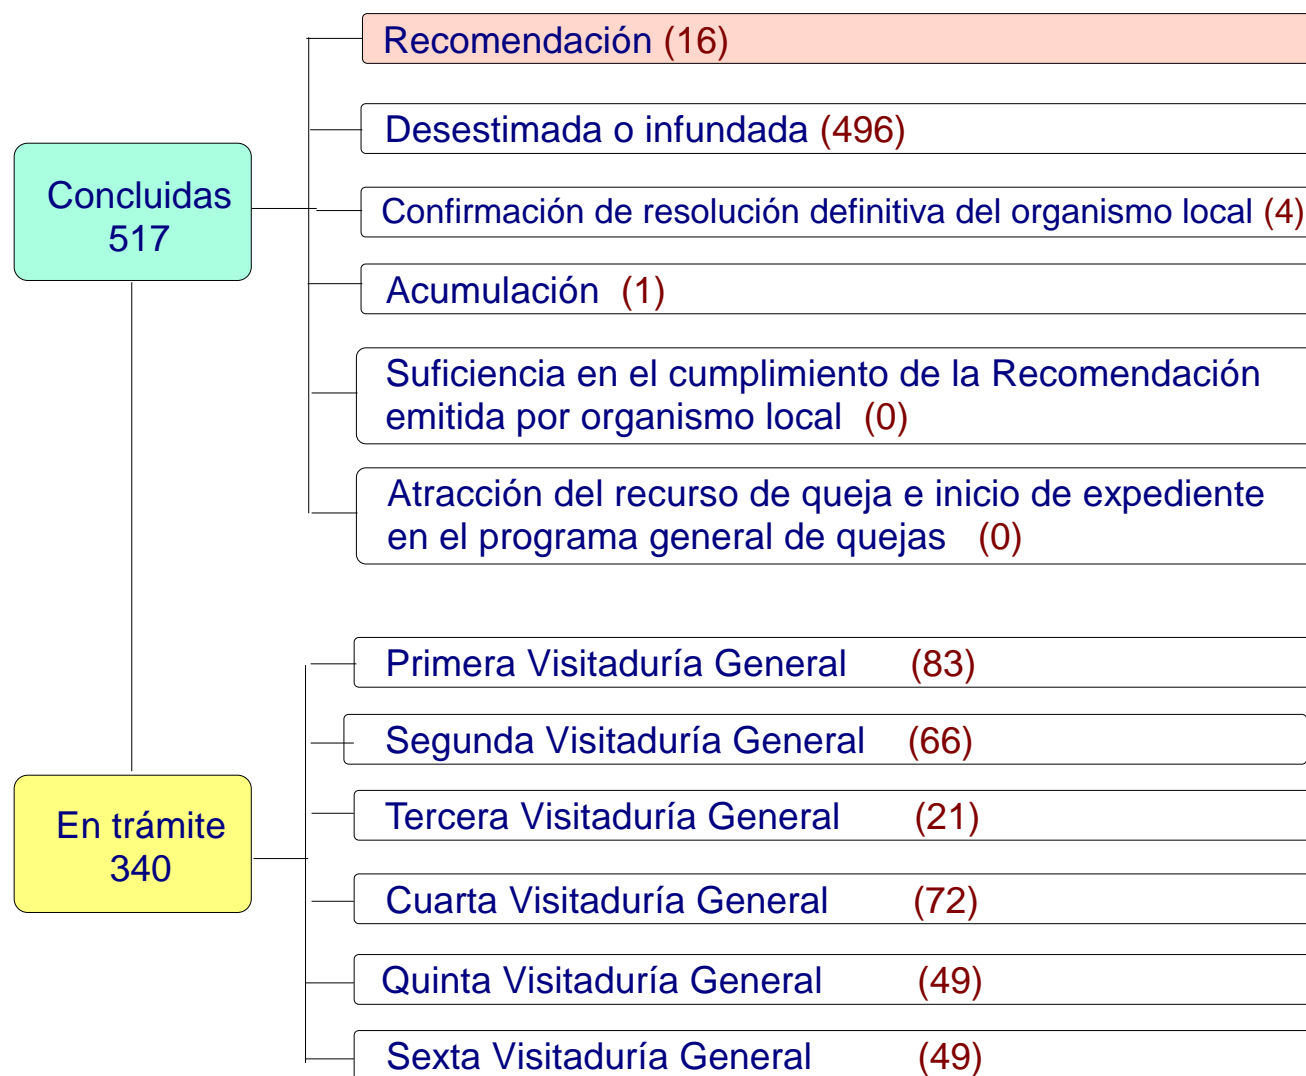 Concluidas
517
Recomendación (16)
Desestimada o infundada (496)
Confirmación de resolución definitiva del organismo local (4)
Acumulación (1)
Suficiencia en el cumplimiento de la Recomendación
emitida por organismo local (0)
Atracción del recurso de queja e inicio de expediente
en el programa general de quejas (0)
En trámite
340
Primera Visitaduría General (83)
Segunda Visitaduría General (66)
Tercera Visitaduría General (21)
Cuarta Visitaduría General (72)
Quinta Visitaduría General (49)
Sexta Visitaduría General (49)